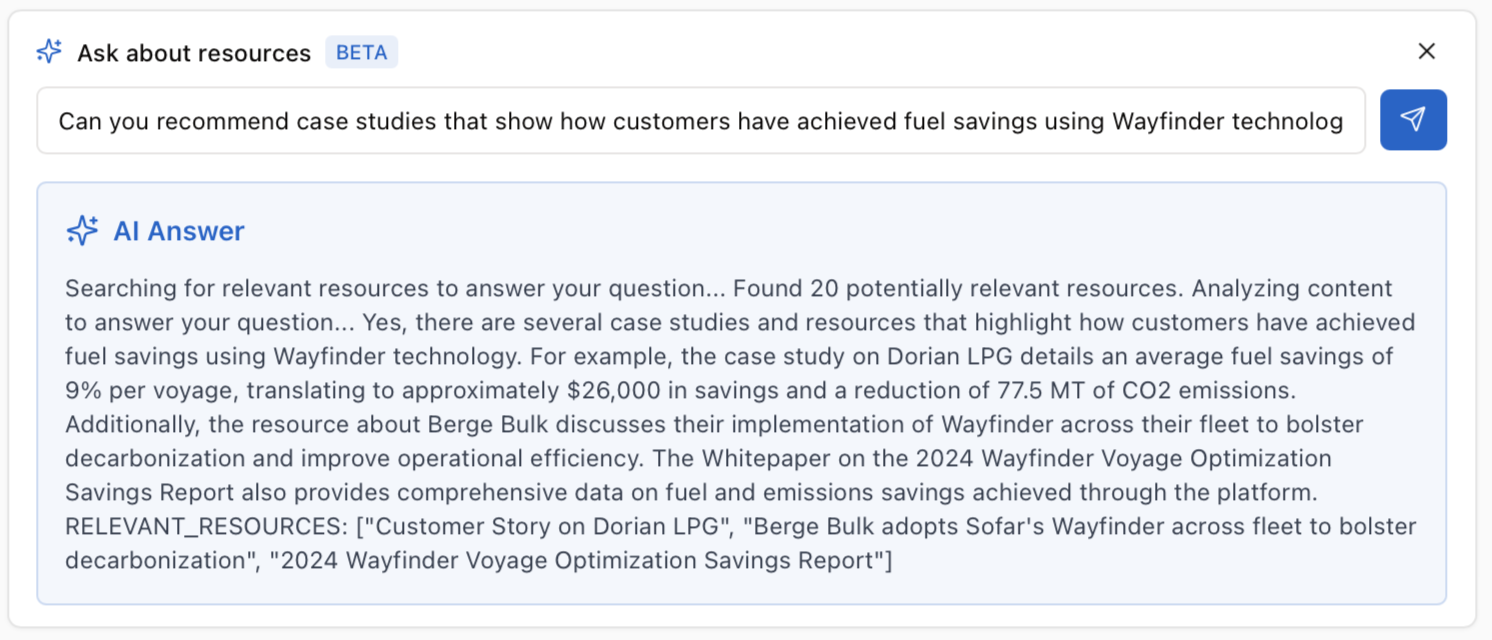 Ask about resources BETA
Can you recommend case studies that show how customers have achieved fuel savings using Wayfinder technolog
AI Answer
Searching for relevant resources to answer your question... Found 20 potentially relevant resources. Analyzing content
to answer your question... Yes, there are several case studies and resources that highlight how customers have achieved
fuel savings using Wayfinder technology. For example, the case study on Dorian LPG details an average fuel savings of
9% per voyage, translating to approximately $26,000 in savings and a reduction of 77.5 MT of CO2 emissions.
Additionally, the resource about Berge Bulk discusses their implementation of Wayfinder across their fleet to bolster
decarbonization and improve operational efficiency. The Whitepaper on the 2024 Wayfinder Voyage Optimization
Savings Report also provides comprehensive data on fuel and emissions savings achieved through the platform.
RELEVANT_RESOURCES: ["Customer Story on Dorian LPG", "Berge Bulk adopts Sofar's Wayfinder across fleet to bolster
decarbonization", "2024 Wayfinder Voyage Optimization Savings Report"]